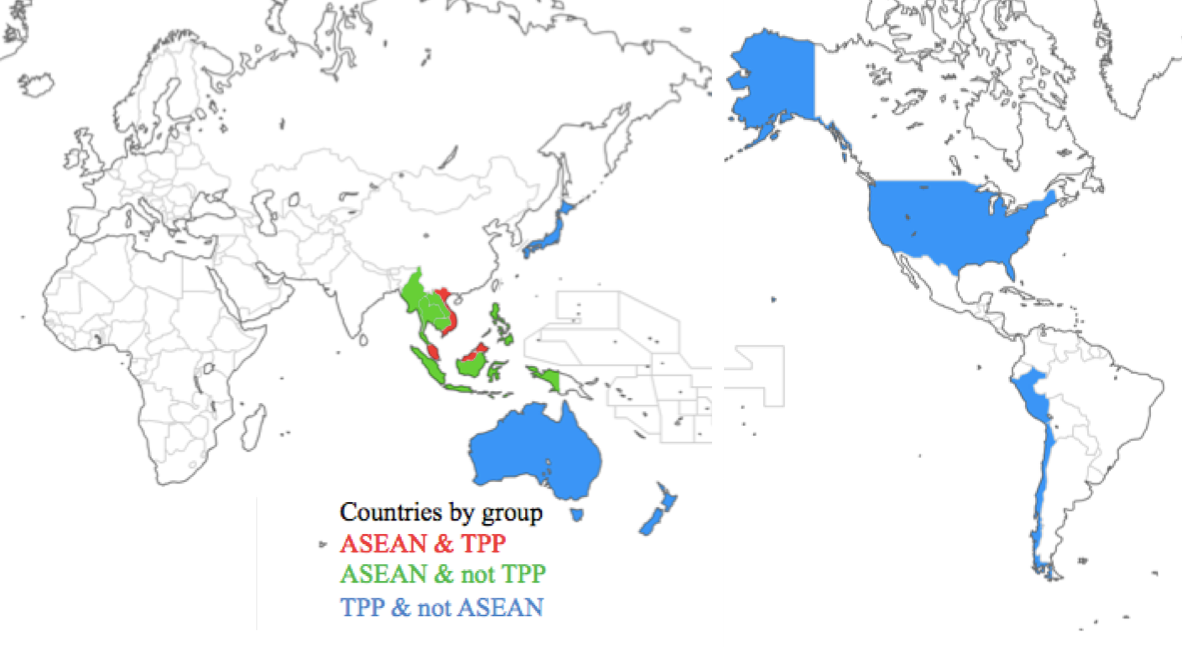 Countries by group
ASEAN & TPP
ASEAN & not TPP
TPP & not ASEAN